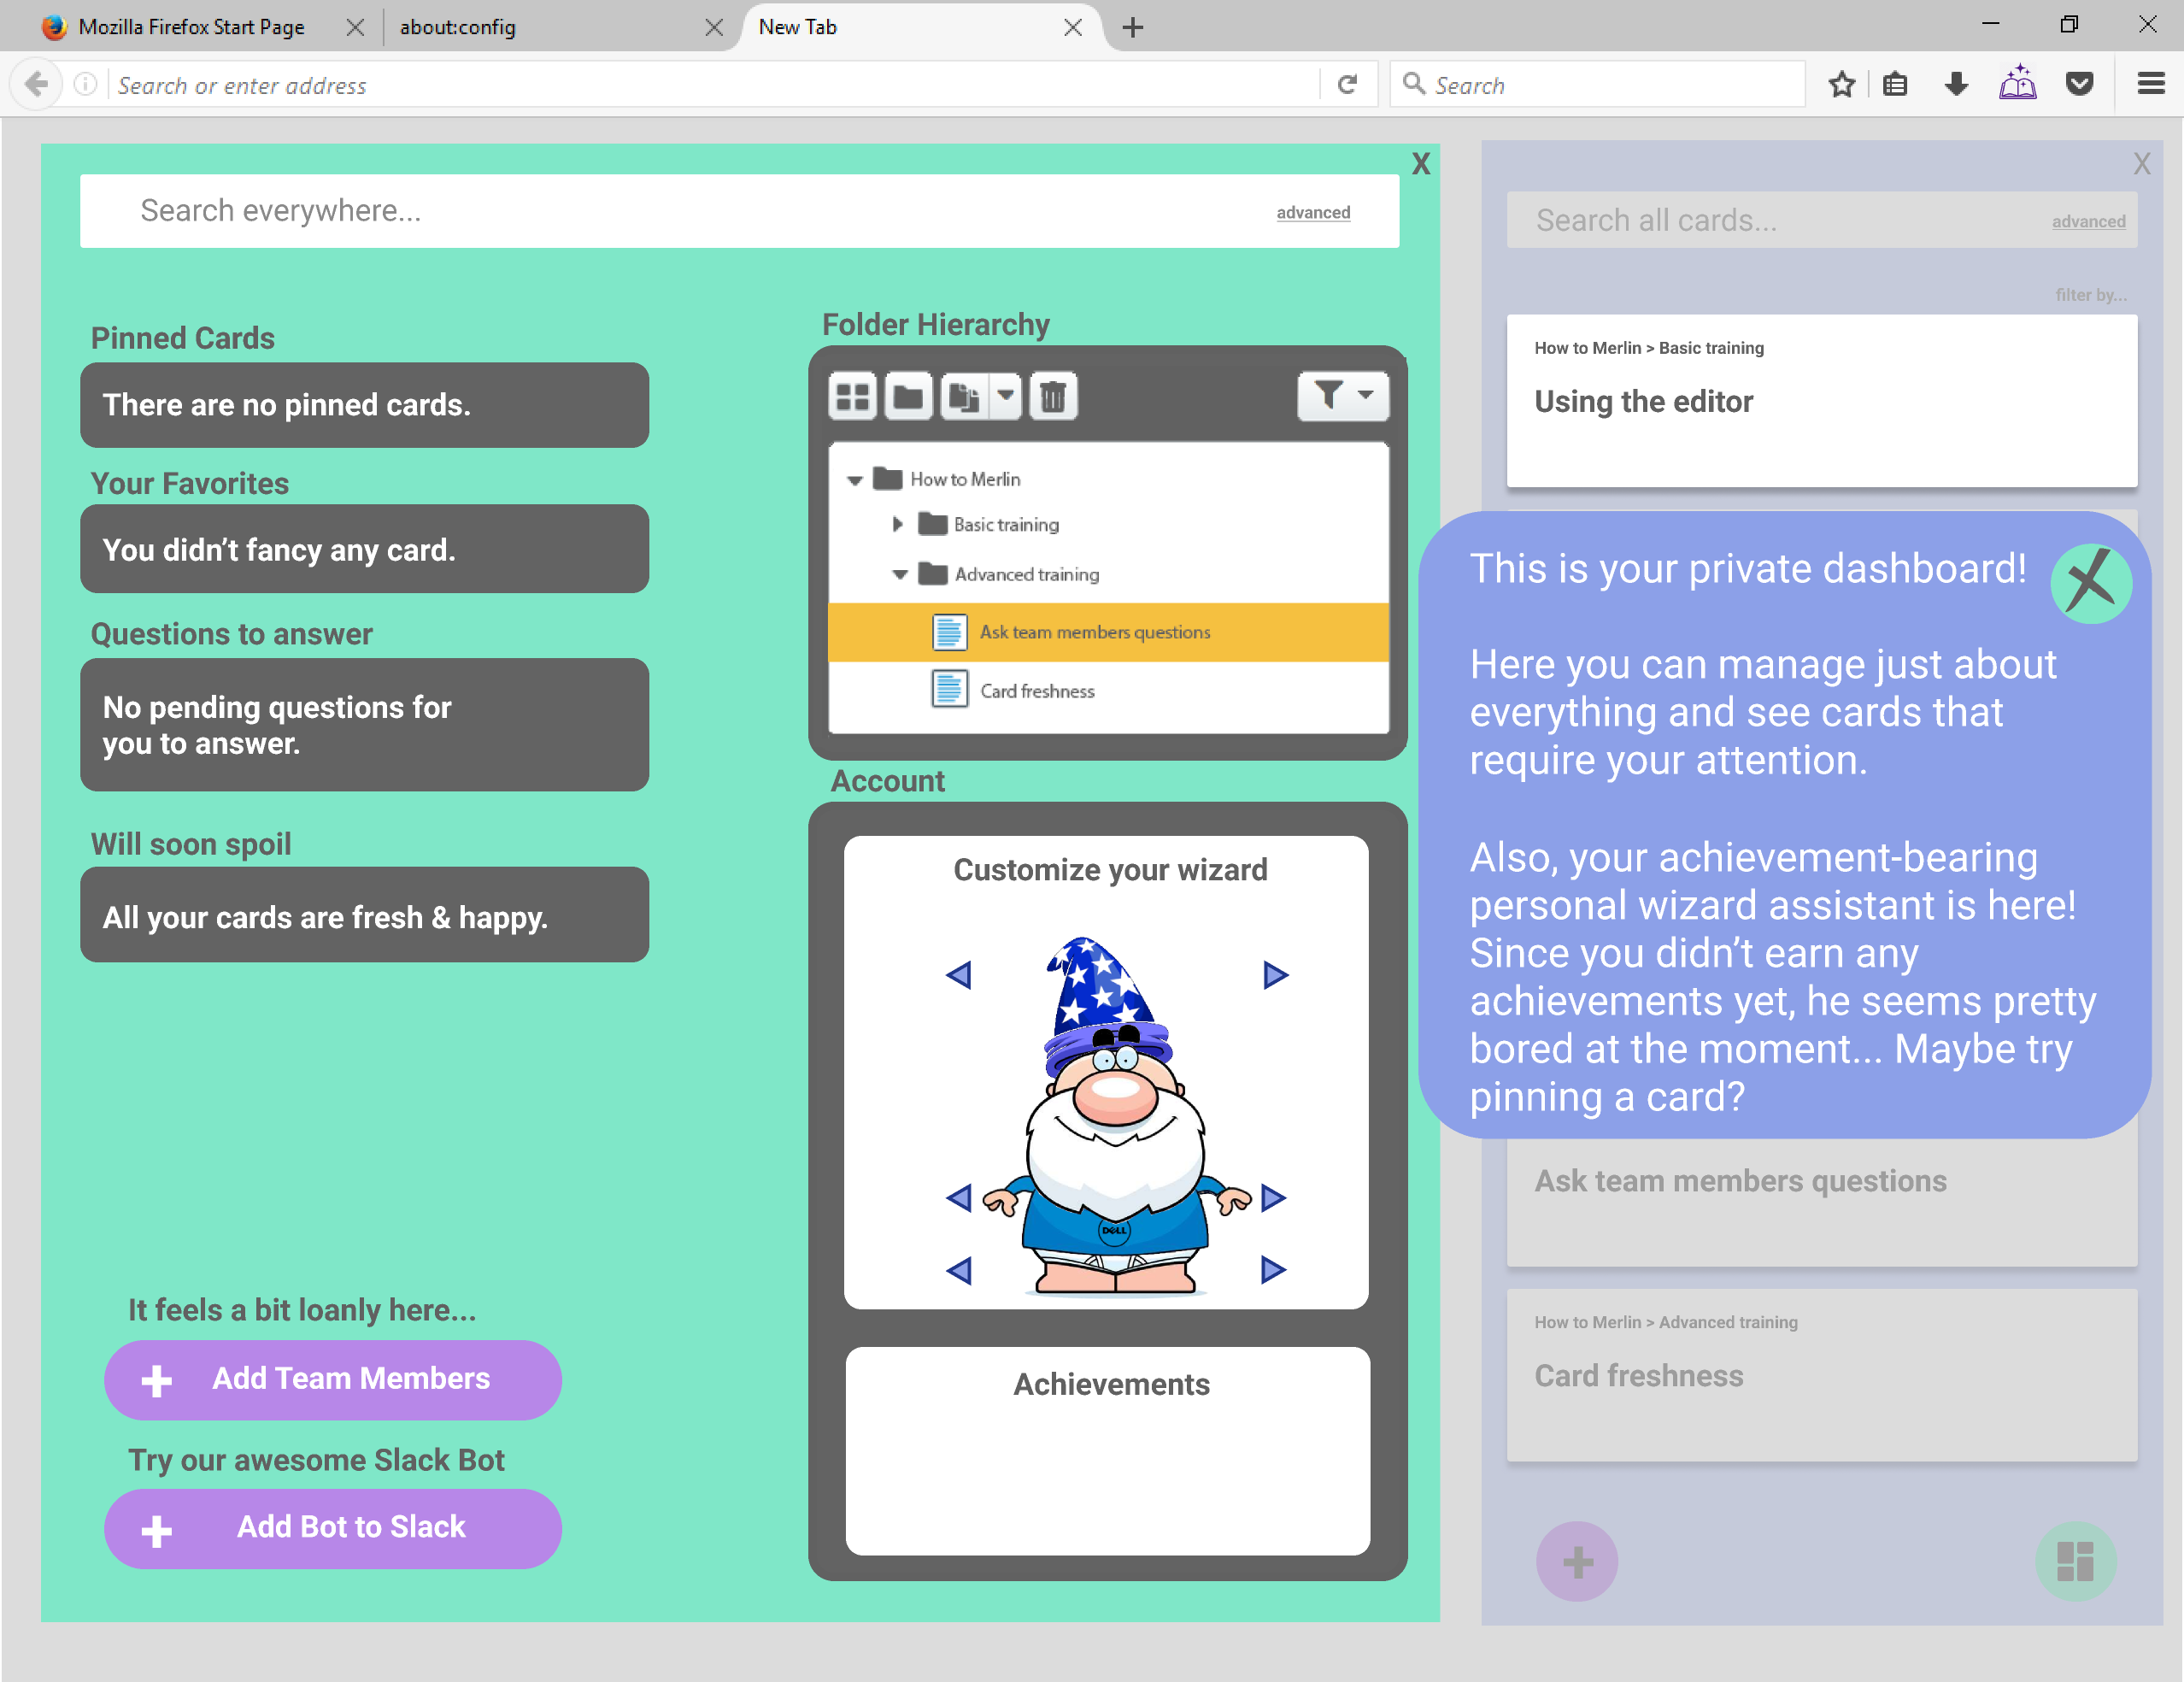 Mozilla Firefox Start Page
about:config
New Tab
Search or enter address
Search
X
Search everywhere...
advanced
Pinned Cards
There are no pinned cards.
Your Favorites
You didn’t fancy any card.
Questions to answer
No pending questions for
you to answer.
Will soon spoil
All your cards are fresh & happy.
It feels a bit loanly here...
Add Team Members
Try our awesome Slack Bot
Add Bot to Slack
Folder Hierarchy
How to Merlin
Basic training
Advanced training
Ask team members questions
Card freshness
Account
Customize your wizard
DELL
Achievements
X
Search all cards...
advanced
filter by...
How to Merlin > Basic training
Using the editor
This is your private dashboard!
Here you can manage just about
everything and see cards that
require your attention.
Also, your achievement-bearing
personal wizard assistant is here!
Since you didn’t earn any
achievements yet, he seems pretty
bored at the moment... Maybe try
pinning a card?
Ask team members questions
How to Merlin > Advanced training
Card freshness